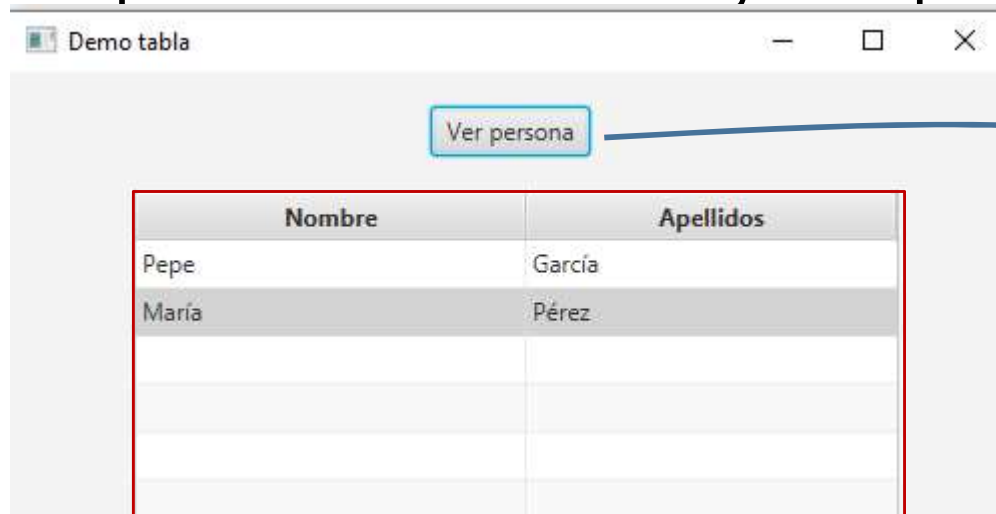 Demo tabla
Ver persona
Nombre Apellidos
Pepe García
María Pérez